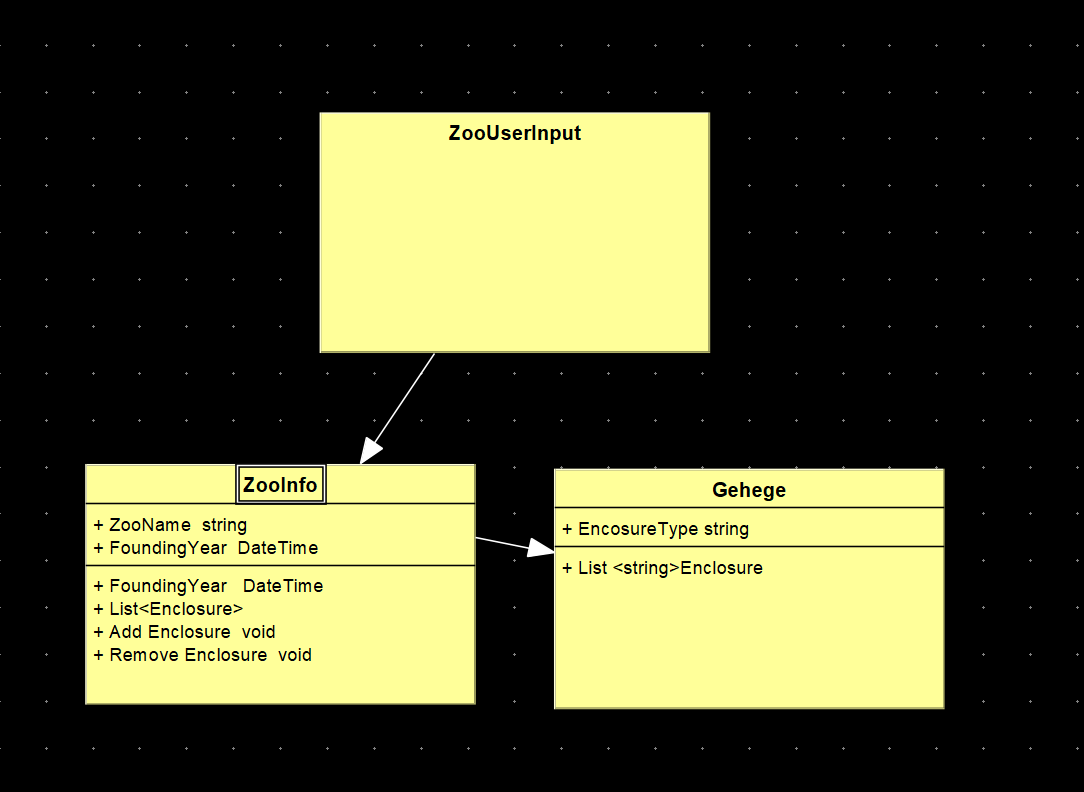 ZooUserInput
ZooInfo
+ ZooName string
+ FoundingYear DateTime
+ FoundingYear DateTime
+ List<Enclosure>
+ Add Enclosure void
+ Remove Enclosure void
Gehege
+ EncosureType string
+ List <string>Enclosure